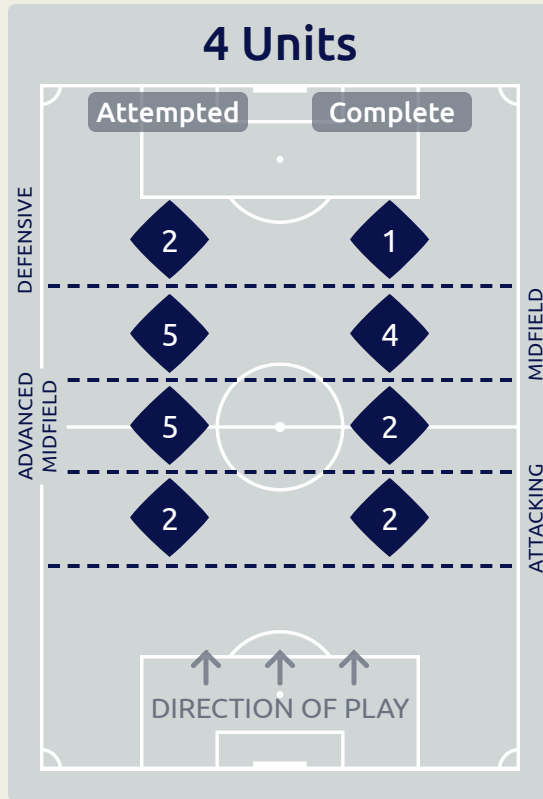 4 Units
Attempted Complete
DEFENSIVE
2 1
MIDFIELD
5 4
ADVANCED
MIDFIELD
5 2
ATTACKING
2 2
DIRECTION OF PLAY